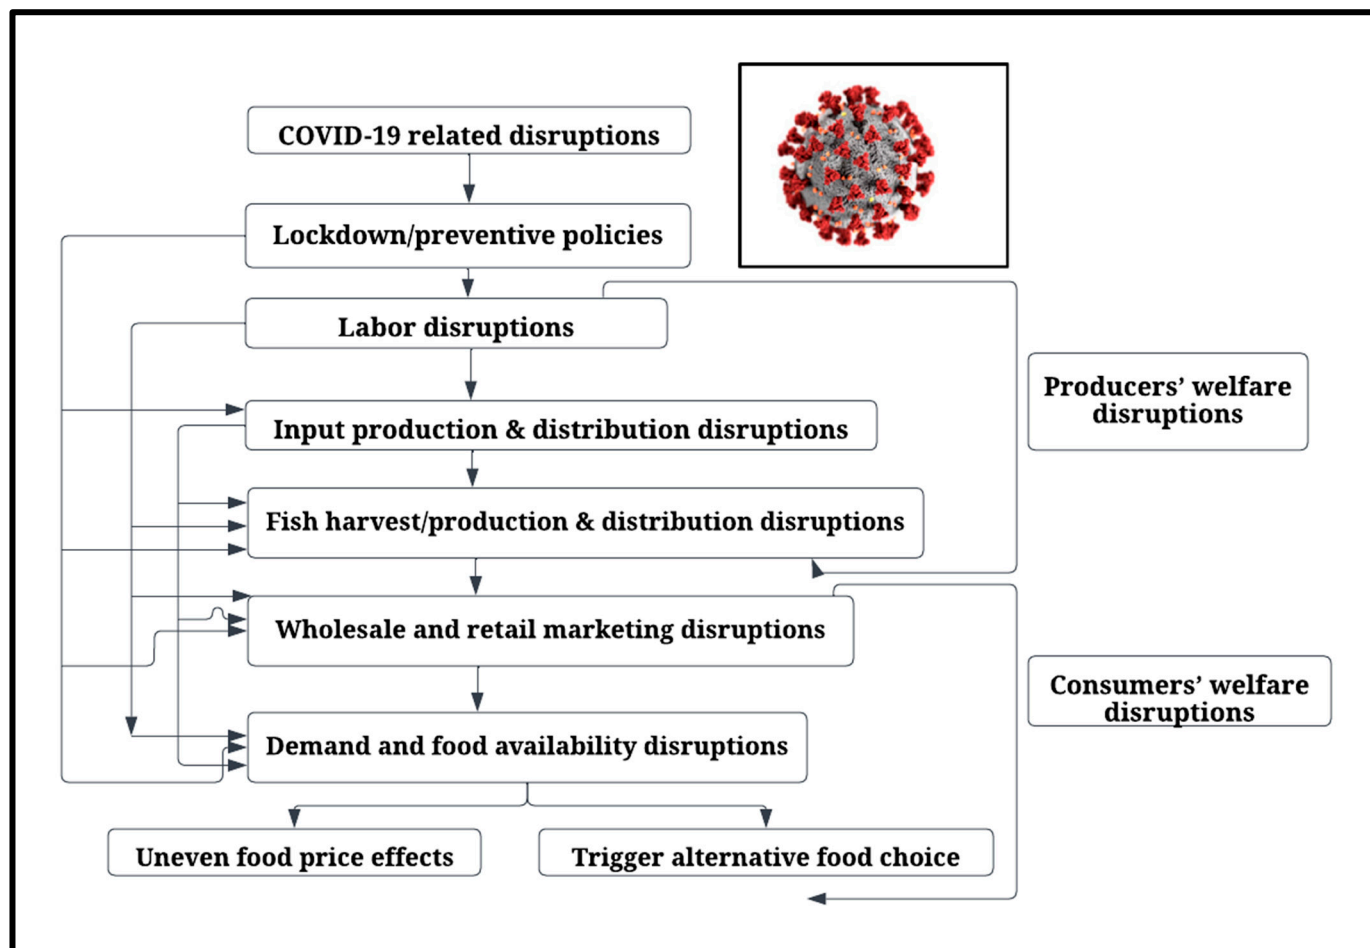 COVID-19 related disruptions
Lockdown/preventive policies
Labor disruptions
Producers’ welfare
disruptions
Input production & distribution disruptions
Fish harvest/production & distribution disruptions
Wholesale and retail marketing disruptions
Consumers’ welfare
disruptions
Demand and food availability disruptions
Uneven food price effects
Trigger alternative food choice